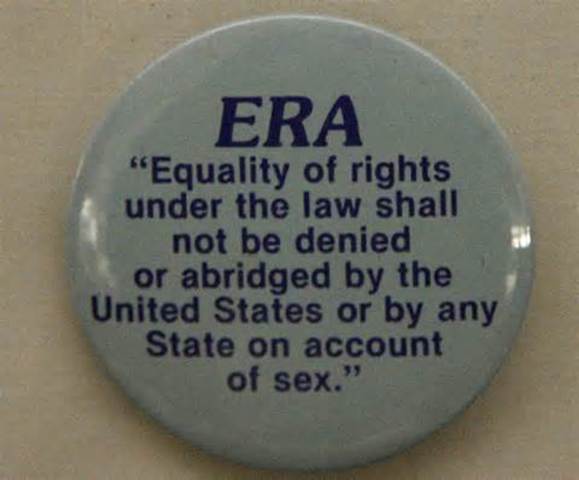 ERA
“Equality of rights
under the law shall
not be denied
or abridged by the
United States or by any
State on account
of sex.”